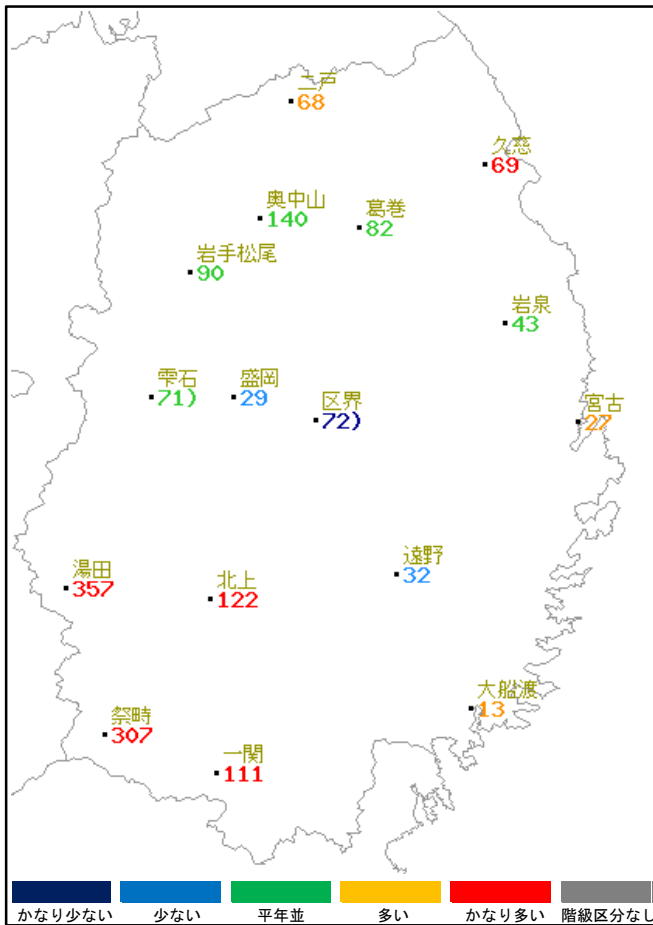 二戸
68
久慈
69
奥中山
140
葛巻
82
岩手松尾
90
岩泉
43
雫石
71)
盛岡
29
区界
72)
宮古
27
湯田
357
北上
122
遠野
32
大船渡
13
祭畤
307
一関
111
かなり少ない 少ない 平年並 多い かなり多い 階級区分なし